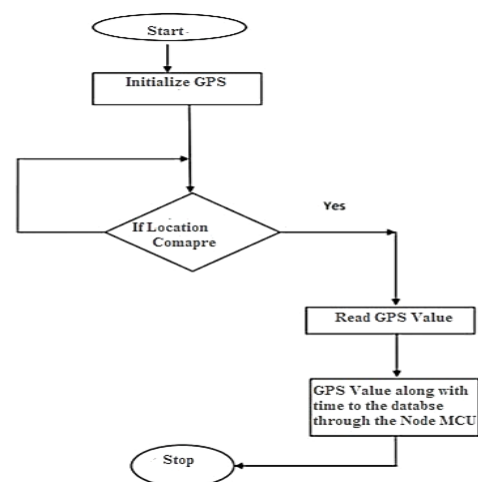 Start
Initialize GPS
If Location
Comapre
Yes
Read GPS Value
GPS Value along with
time to the databse
through the Node MCU
Stop